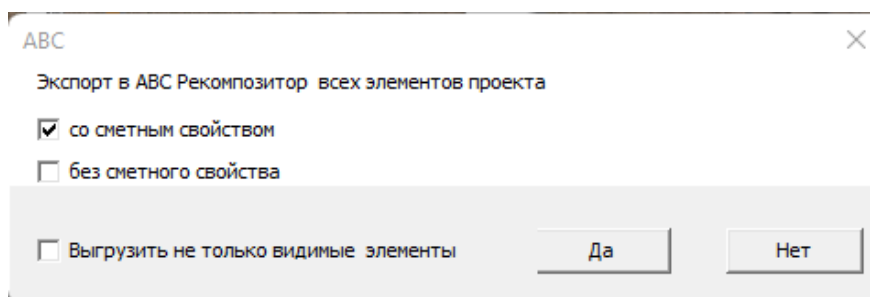 ABC
Экспорт в ABC Рекомпозитор всех элементов проекта
со сметным свойством
без сметного свойства
Выгрузить не только видимые элементы
Да
Нет